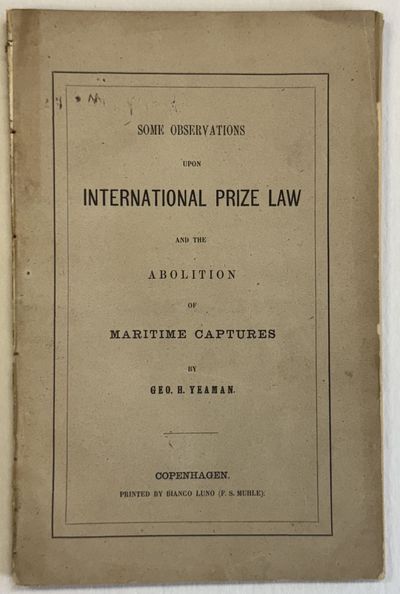 SOME OBSERVATIONS
UPON
INTERNATIONAL PRIZE LAW
AND THE
ABOLITION
OF
MARITIME CAPTURES
BY
GEO. H. YEAMAN.
COPENHAGEN.
PRINTED BY BIANCO LUNO (F. S. MUHLE).